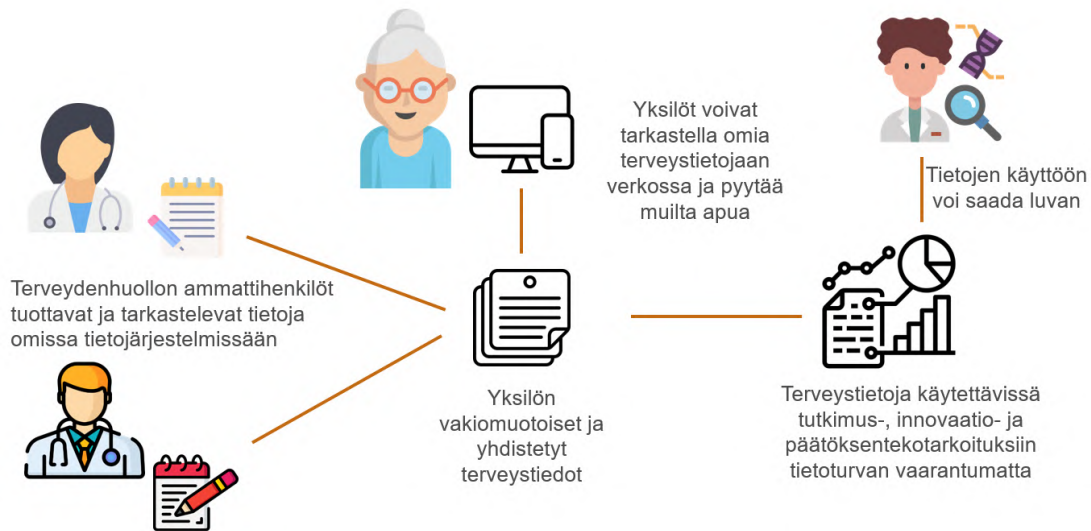 Yksilöt voivat
tarkastella omia
terveystietojaan
verkossa ja pyytää
muilta apua
Tietojen käyttöön
voi saada luvan
Terveydenhuollon ammattihenkilöt
tuottavat ja tarkastelevat tietoja
omissa tietojärjestelmissään
Yksilön
vakiomuotoiset ja
yhdistetyt
terveystiedot
Terveystietoja käytettävissä
tutkimus-, innovaatio- ja
päätöksentekotarkoituksiin
tietoturvan vaarantumatta